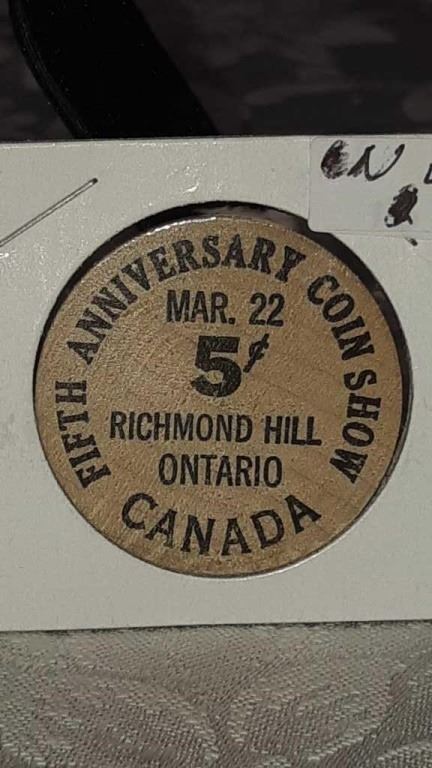 FIFTH ANNIVERSARY COIN SHOW
MAR. 22
5¢
RICHMOND HILL
ONTARIO
CANADA